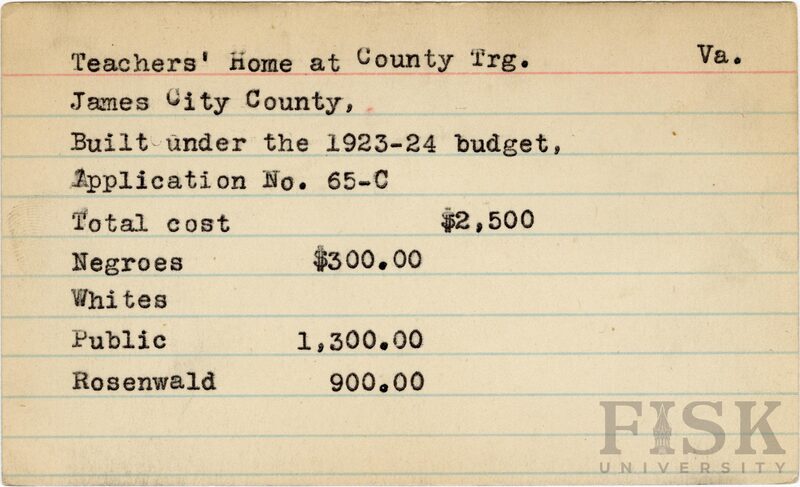 Teachers' Home at County Trg. Va.
James City County,
Built under the 1923-24 budget,
Application No. 65-C
Total cost $2,500
Negroes $300.00
Whites
Public 1,300.00
Rosenwald 900.00
FISK
UNIVERSITY